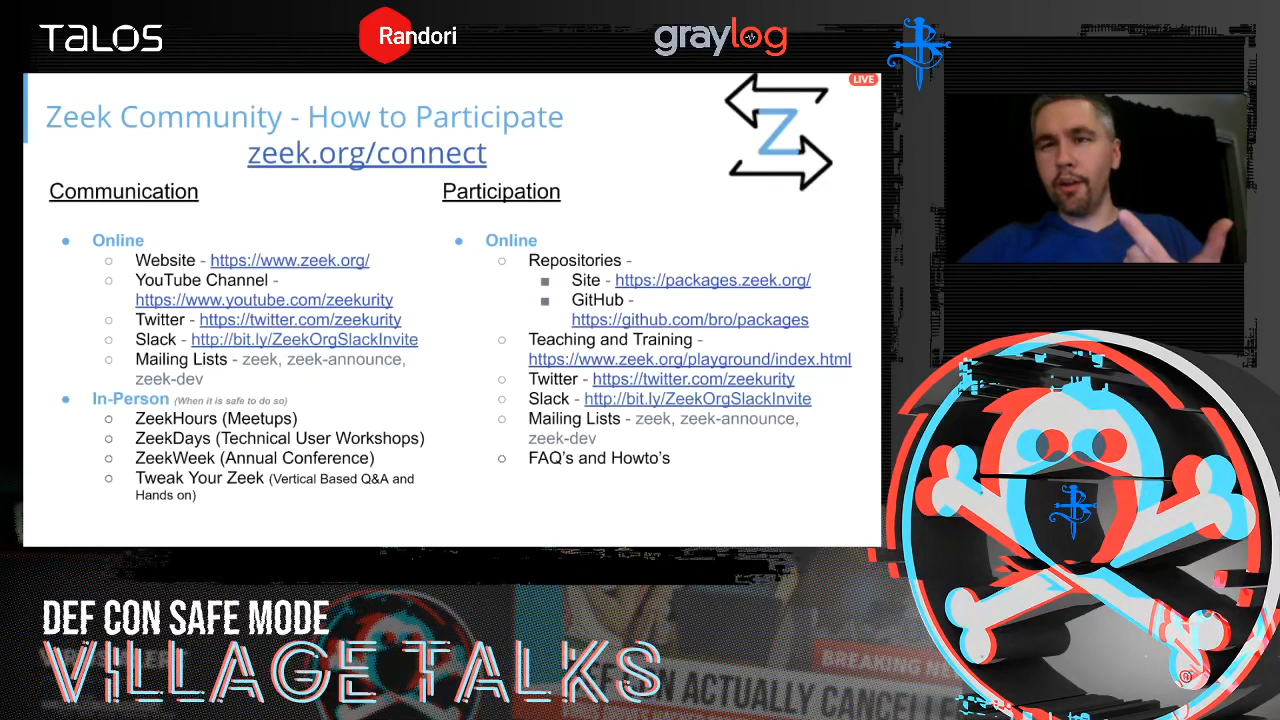 TALOS
Randori
graylog
LIVE
Zeek Community - How to Participate
zeek.org/connect
Z
Communication
● Online
○ Website - https://www.zeek.org/
○ YouTube Channel -
https://www.youtube.com/zeekurity
○ Twitter - https://twitter.com/zeekurity
○ Slack - http://bit.ly/ZeekOrgSlackInvite
○ Mailing Lists - zeek, zeek-announce,
zeek-dev
● In-Person (When it is safe to do so)
○ ZeekHours (Meetups)
○ ZeekDays (Technical User Workshops)
○ ZeekWeek (Annual Conference)
○ Tweak Your Zeek (Vertical Based Q&A and
Hands on)
Participation
● Online
○ Repositories -
■ Site - https://packages.zeek.org/
■ GitHub -
https://github.com/bro/packages
○ Teaching and Training -
https://www.zeek.org/playground/index.html
○ Twitter - https://twitter.com/zeekurity
○ Slack - http://bit.ly/ZeekOrgSlackInvite
○ Mailing Lists - zeek, zeek-announce,
zeek-dev
○ FAQ's and Howto's
DEF CON SAFE MODE
VILLAGE TALKS
BREAKING
CON ACTUALLY
®